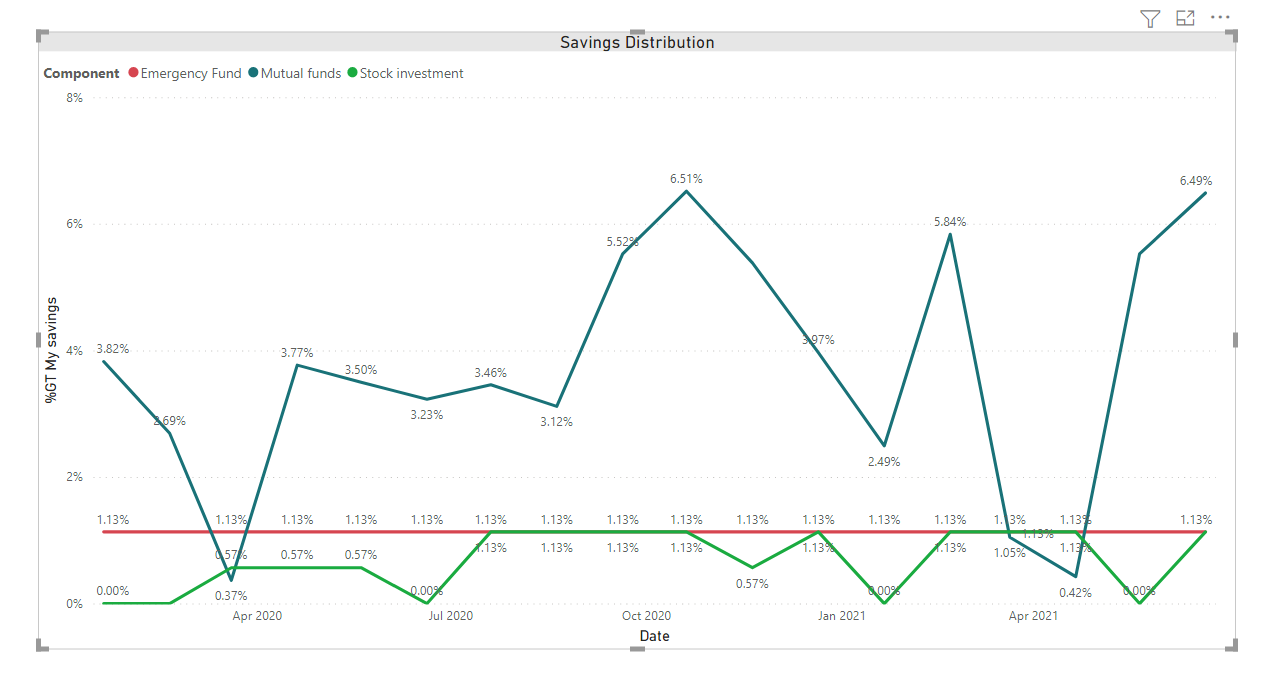 Savings Distribution
Component Emergency Fund Mutual funds Stock investment
8%
6.51%
6.49%
5.84%
6%
5.52%
3.97%
3.82%
4%
3.77%
3.50%
3.46%
3.23%
3.12%
2.69%
2.49%
2%
1.13% 1.13% 1.13% 1.13% 1.13% 1.13% 1.13% 1.13% 1.13% 1.13% 1.13% 1.13% 1.13% 1.13% 1.13% 1.13%
1.13%
1.13% 1.13% 1.13% 1.13% 1.13% 1.13% 1.13%
0.57% 0.57% 0.57% 1.05%
0.57%
0.00% 0.37% 0.00% 0.00% 0.42% 0.00%
0%
Apr 2020 Jul 2020 Oct 2020 Jan 2021 Apr 2021
Date
%GT My savings